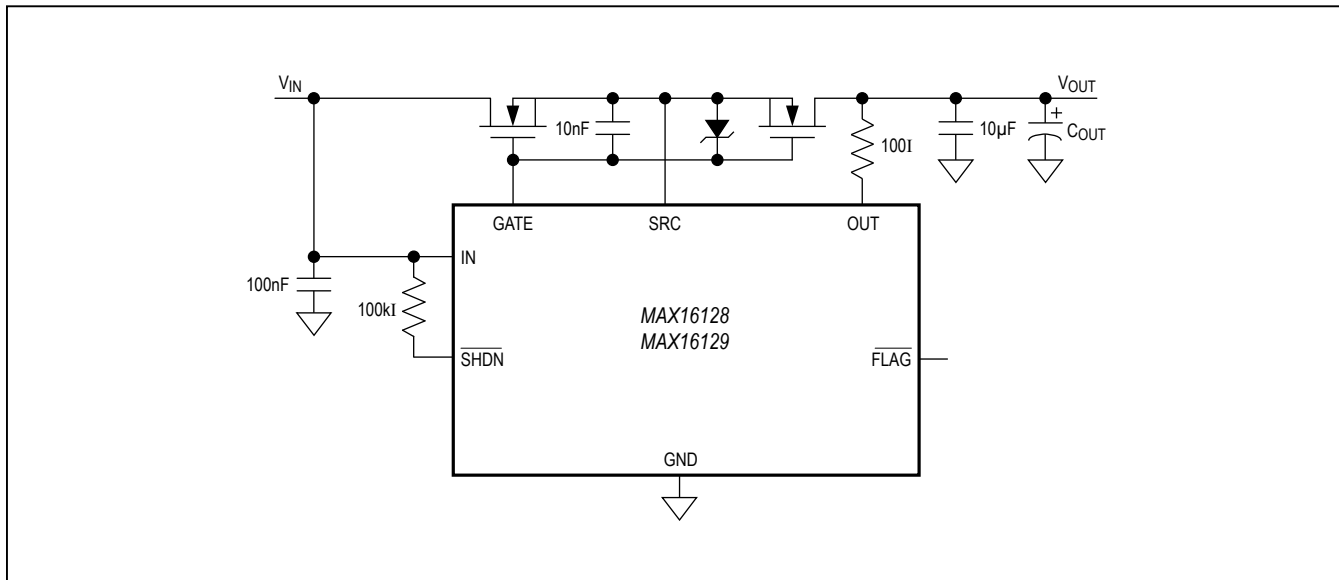 VIN
VOUT
10nF
100I
10µF
+
COUT
GATE
SRC
OUT
IN
100nF
100kI
MAX16128
MAX16129
SHDN
FLAG
GND